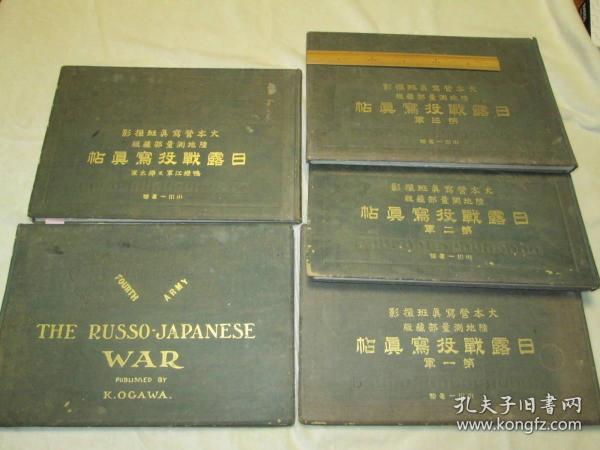 大本營寫眞班撮影
陸地測量部藏版
日露戰役寫眞帖
鴨綠江軍及樺太軍
FOURTH ARMY
THE RUSSO-JAPANESE
WAR
PUBLISHED BY
K.OGAWA.
大本營寫眞班撮影
陸地測量部藏版
日露戰役寫眞帖
第三軍
大本營寫眞班撮影
陸地測量部藏版
日露戰役寫眞帖
第二軍
大本營寫眞班撮影
陸地測量部藏版
日露戰役寫眞帖
第一軍
孔夫子旧书网
www.kongfz.com